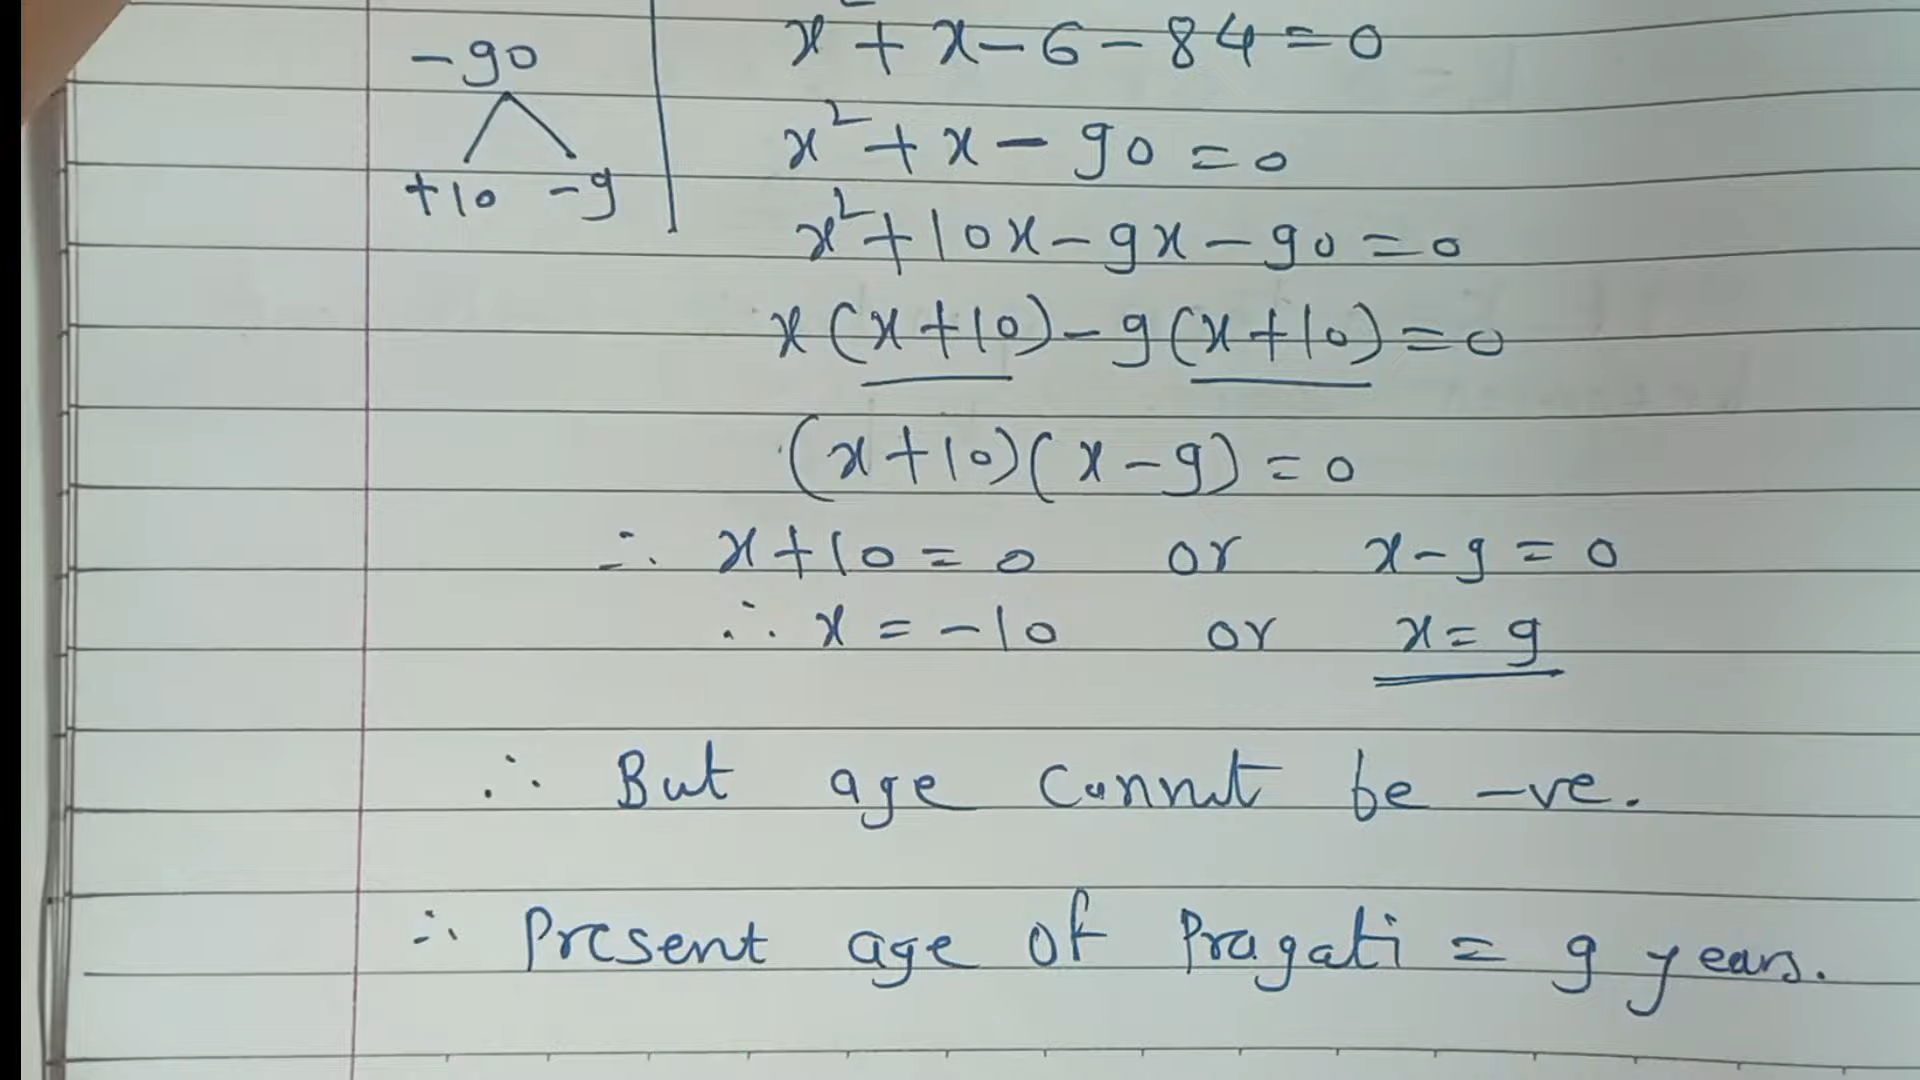 x² + x - 6 - 84 = 0
-90
+10 -9
x² + x - 90 = 0
x² + 10x - 9x - 90 = 0
x (x + 10) - 9 (x + 10) = 0
(x + 10) (x - 9) = 0
∴ x + 10 = 0 or x - 9 = 0
∴ x = -10 or x = 9
∴ But age cannot be -ve.
∴ Present age of Pragati = 9 years.